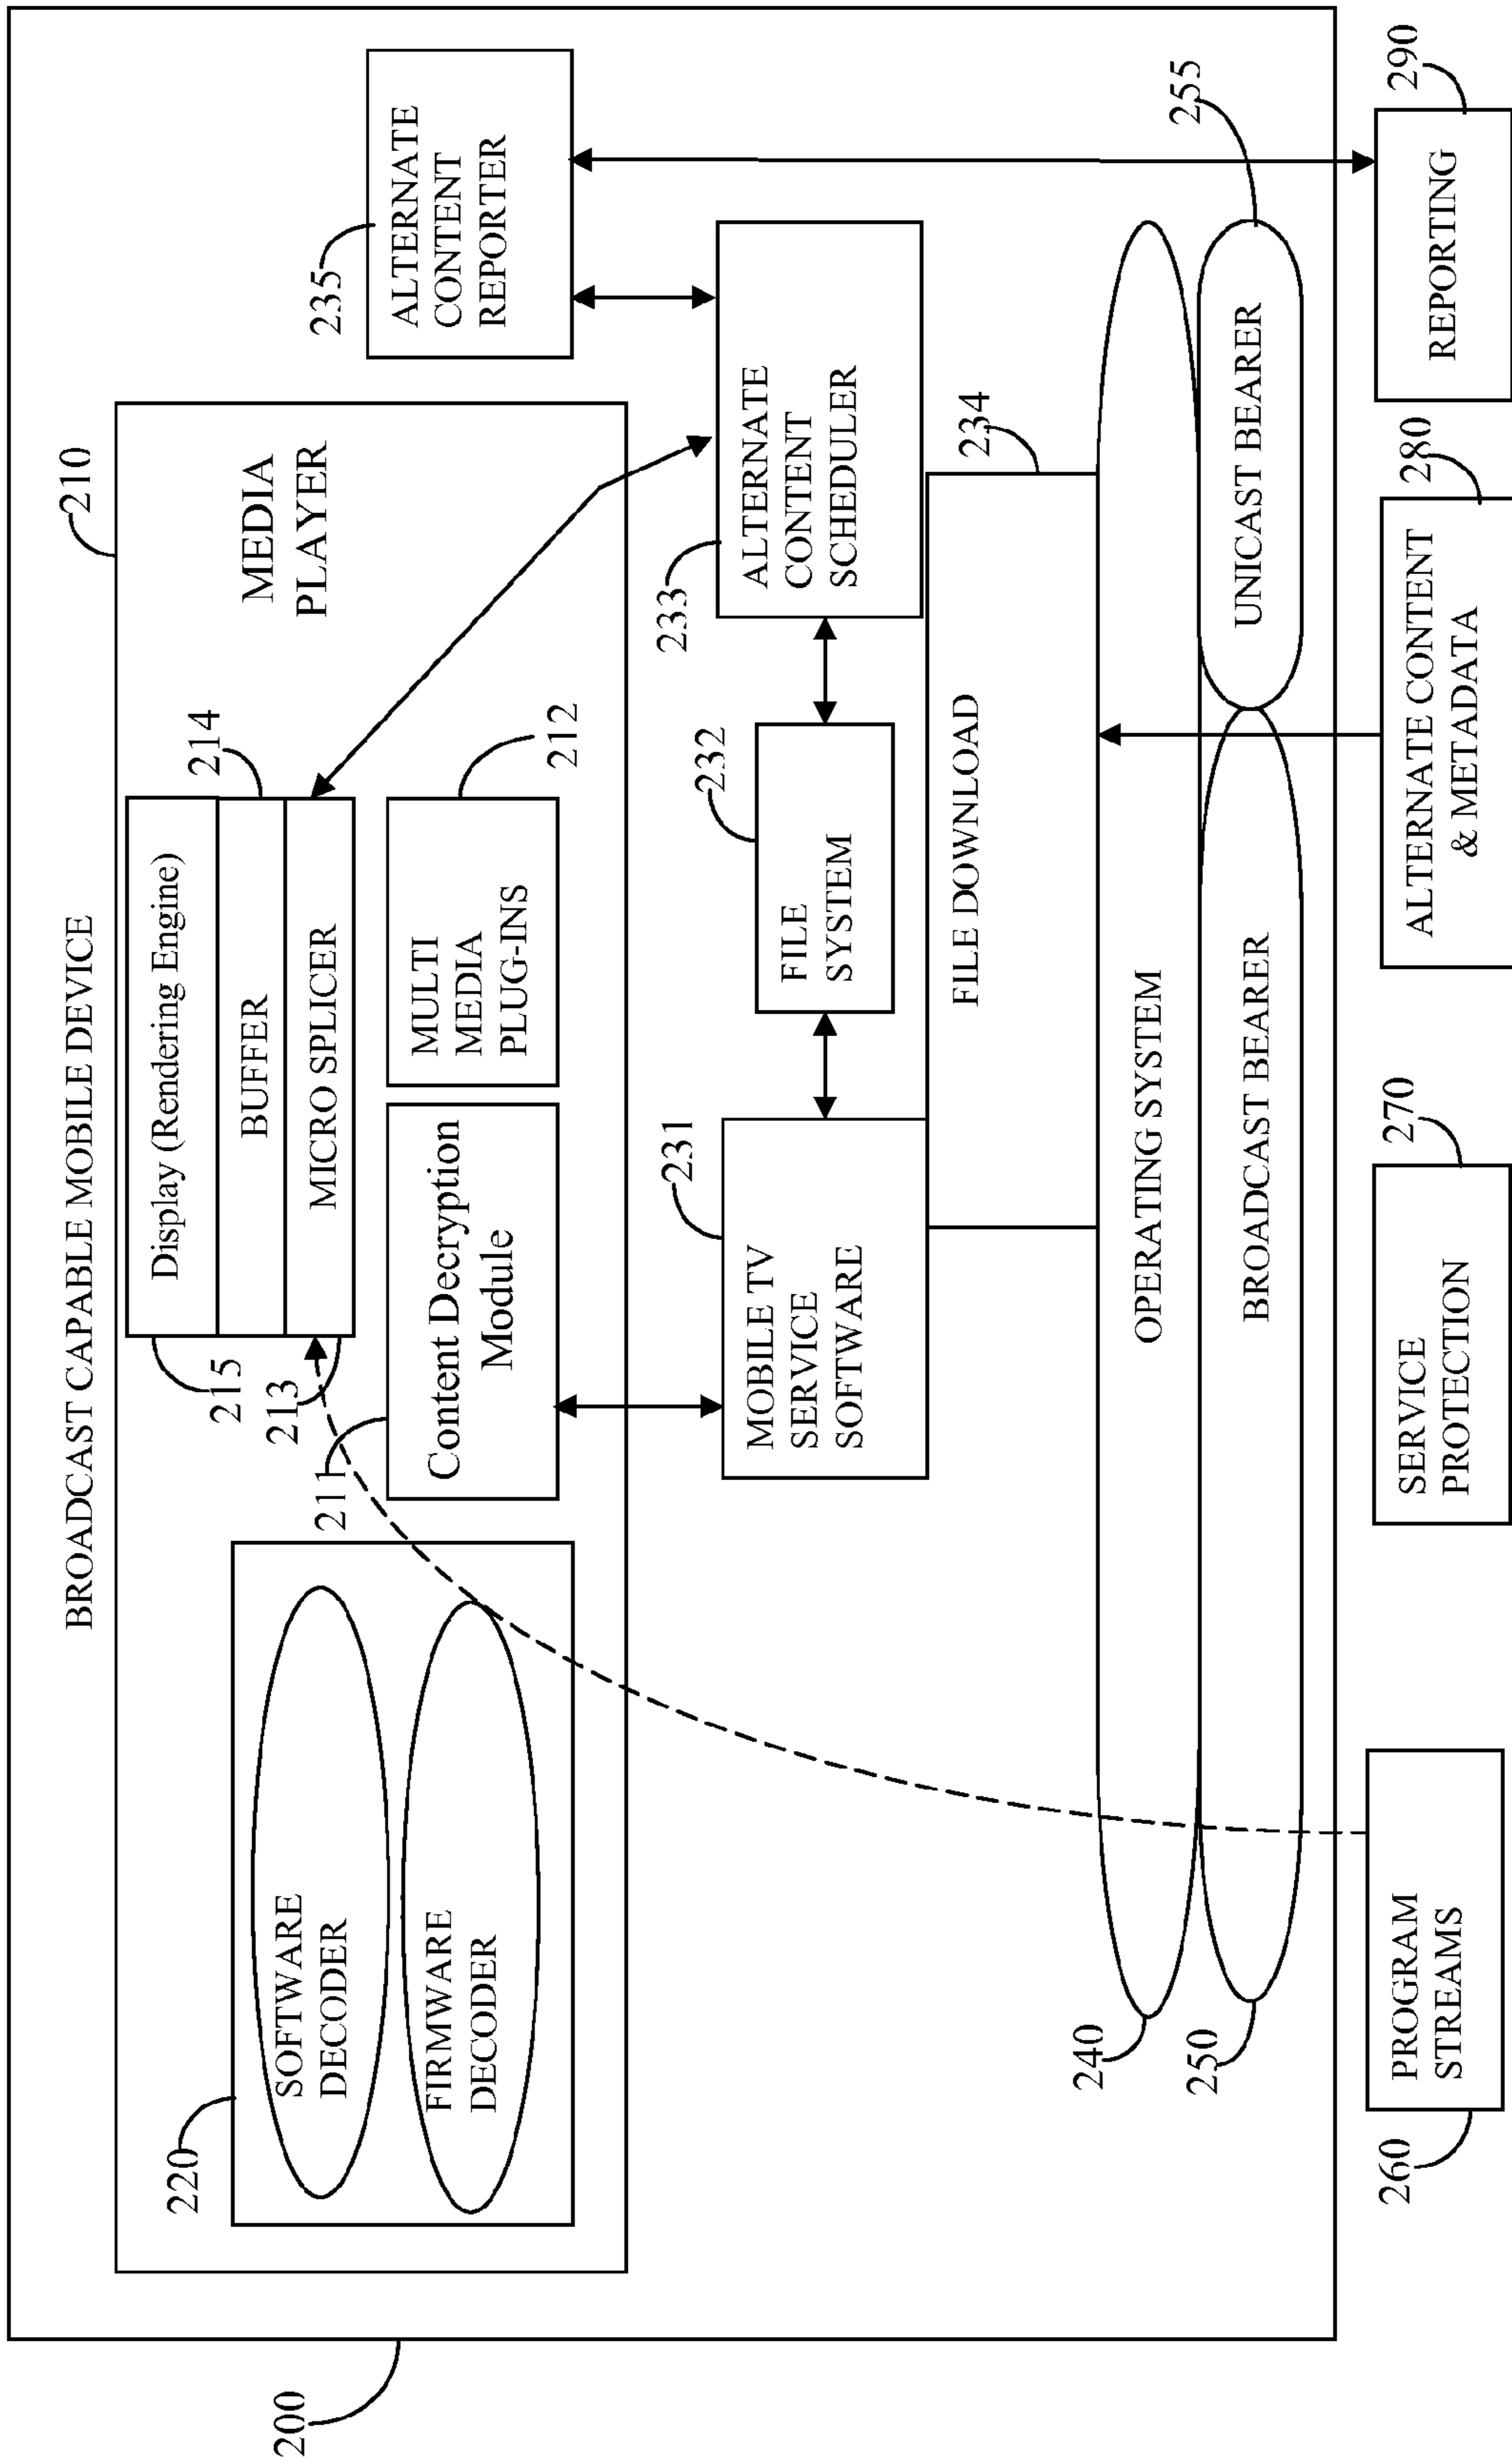 BROADCAST CAPABLE MOBILE DEVICE
200
210
MEDIA
PLAYER
220
SOFTWARE
DECODER
FIRMWARE
DECODER
Display (Rendering Engine)
BUFFER
MICRO SPLICER
215
213
214
211
Content Decryption
Module
MULTI
MEDIA
PLUG-INS
212
235
ALTERNATE
CONTENT
REPORTER
231
MOBILE TV
SERVICE
SOFTWARE
232
FILE
SYSTEM
233
ALTERNATE
CONTENT
SCHEDULER
FILE DOWNLOAD
234
240
OPERATING SYSTEM
250
BROADCAST BEARER
UNICAST BEARER
255
260
PROGRAM
STREAMS
270
SERVICE
PROTECTION
280
ALTERNATE CONTENT
& METADATA
290
REPORTING